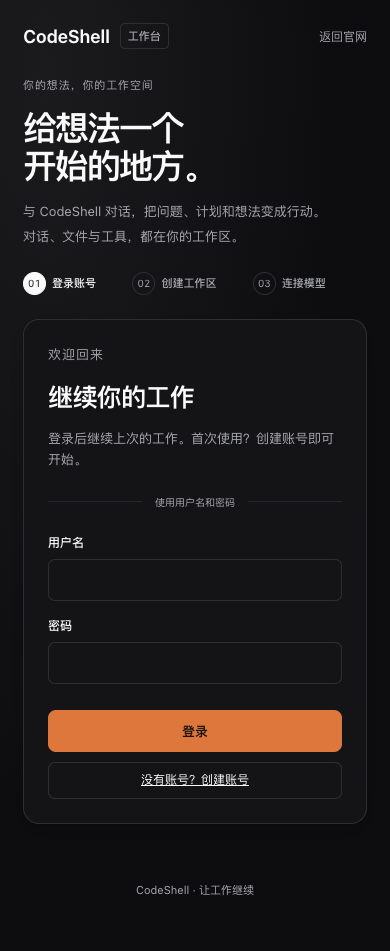 CodeShell 工作台 返回官网
你的想法，你的工作空间
给想法一个
开始的地方。
与 CodeShell 对话，把问题、计划和想法变成行动。
对话、文件与工具，都在你的工作区。
01 登录账号 02 创建工作区 03 连接模型
欢迎回来
继续你的工作
登录后继续上次的工作。首次使用？创建账号即可
开始。
使用用户名和密码
用户名
密码
登录
没有账号？创建账号
CodeShell · 让工作继续